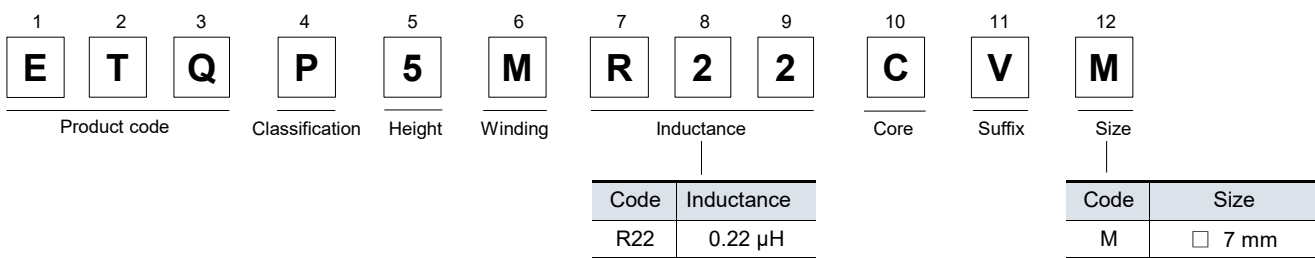 1 2 3 4 5 6 7 8 9 10 11 12
E T Q P 5 M R 2 2 C V M
Product code Classification Height Winding Inductance Core Suffix Size
Code Inductance Code Size
R22 0.22 µH M □ 7 mm